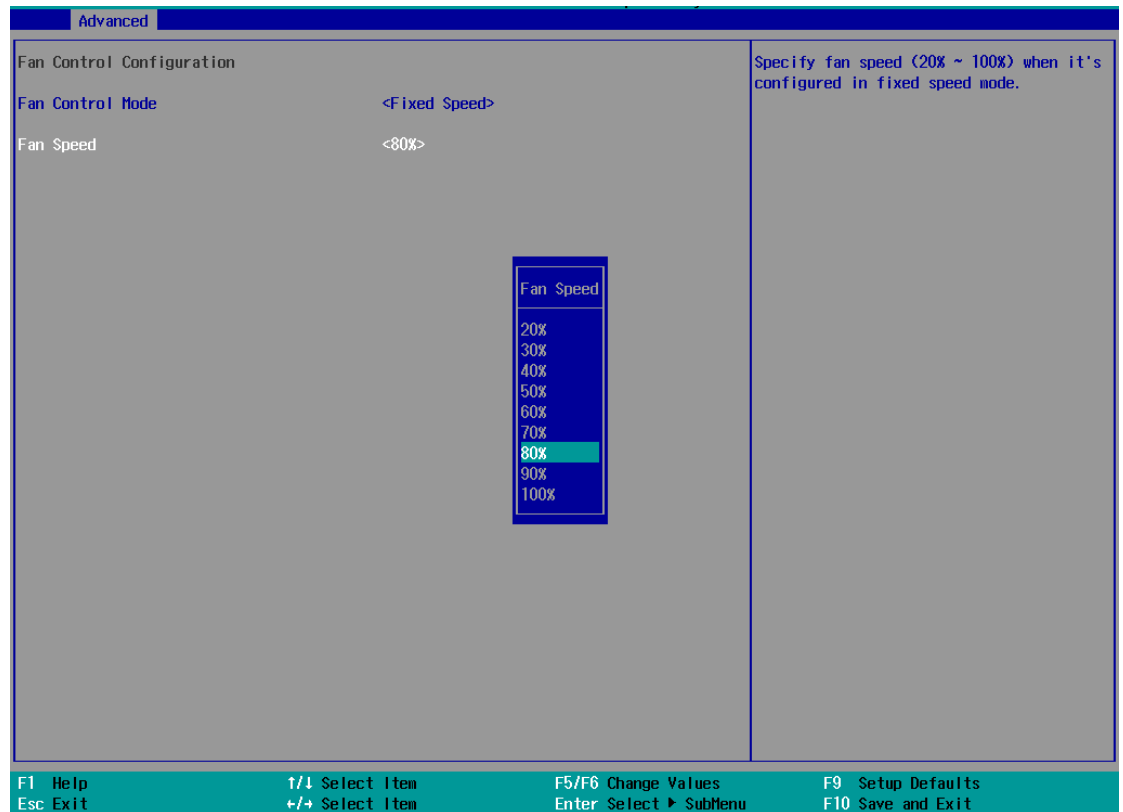 Advanced
Fan Control Configuration
Fan Control Mode <Fixed Speed>
Fan Speed <80%>
Specify fan speed (20% ~ 100%) when it's
configured in fixed speed mode.
Fan Speed
20%
30%
40%
50%
60%
70%
80%
90%
100%
F1 Help ↑/↓ Select Item F5/F6 Change Values F9 Setup Defaults
Esc Exit ←/→ Select Item Enter Select ▶ SubMenu F10 Save and Exit